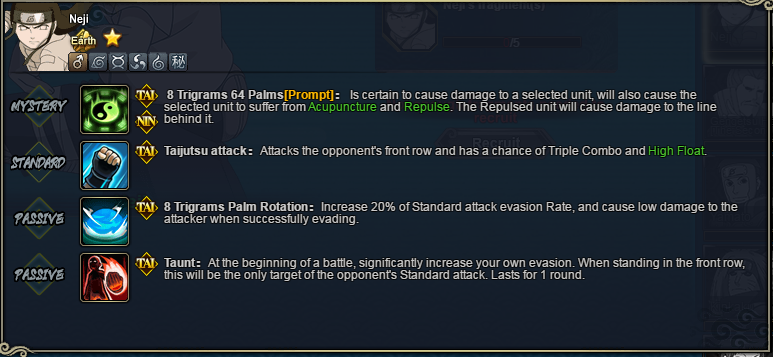 Neji
Neji's fragment(s)
Earth
秘
MYSTERY
TAI
NIN
8 Trigrams 64 Palms[Prompt]： Is certain to cause damage to a selected unit, will also cause the
selected unit to suffer from Acupuncture and Repulse. The Repulsed unit will cause damage to the line
behind it.
STANDARD
TAI
Taijutsu attack：Attacks the opponent's front row and has a chance of Triple Combo and High Float.
PASSIVE
TAI
8 Trigrams Palm Rotation：Increase 20% of Standard attack evasion Rate, and cause low damage to the
attacker when successfully evading.
PASSIVE
TAI
Taunt：At the beginning of a battle, significantly increase your own evasion. When standing in the front row,
this will be the only target of the opponent's Standard attack. Lasts for 1 round.
Recruit